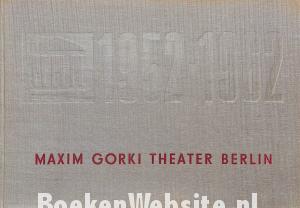 1952-1962
MAXIM GORKI THEATER BERLIN
BoekenWebsite.nl